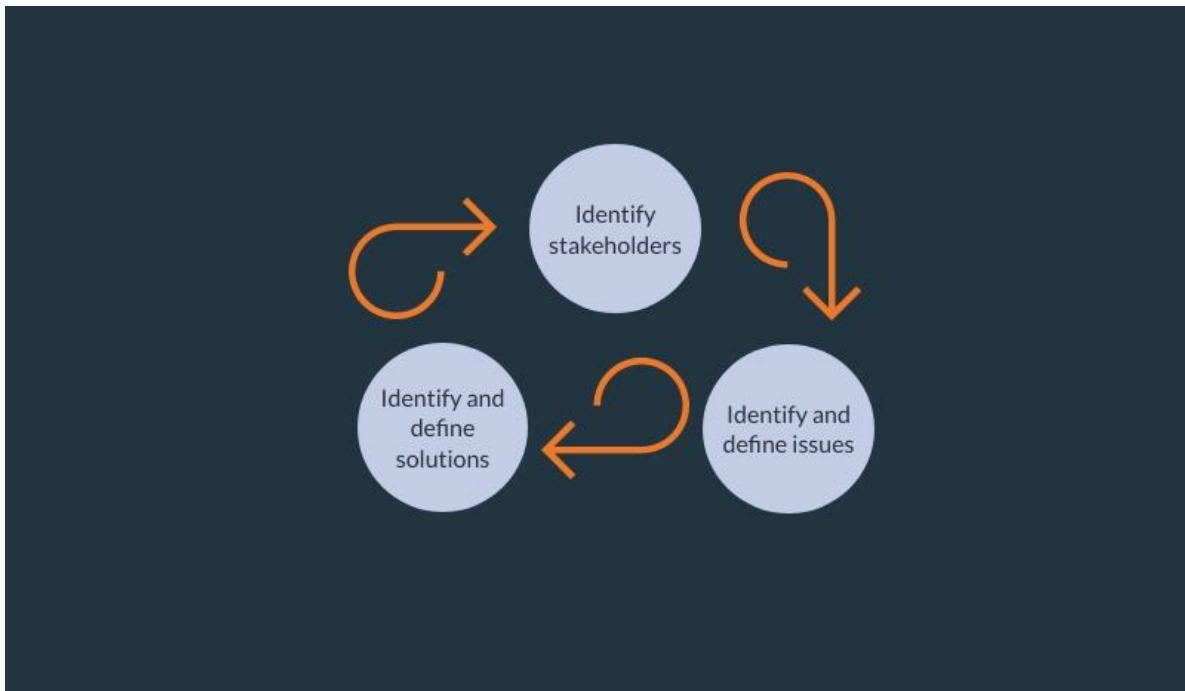 Identify
stakeholders
Identify and
define issues
Identify and
define
solutions